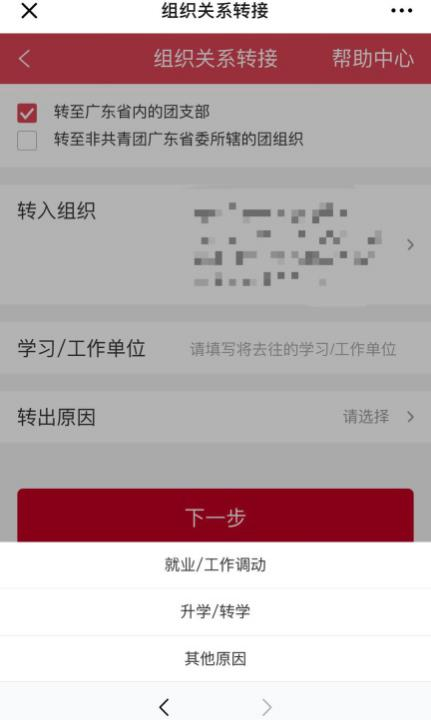 组织关系转接
组织关系转接 帮助中心
转至广东省内的团支部
转至非共青团广东省委所辖的团组织
转入组织
学习/工作单位 请填写将去往的学习/工作单位
转出原因 请选择
下一步
就业/工作调动
升学/转学
其他原因